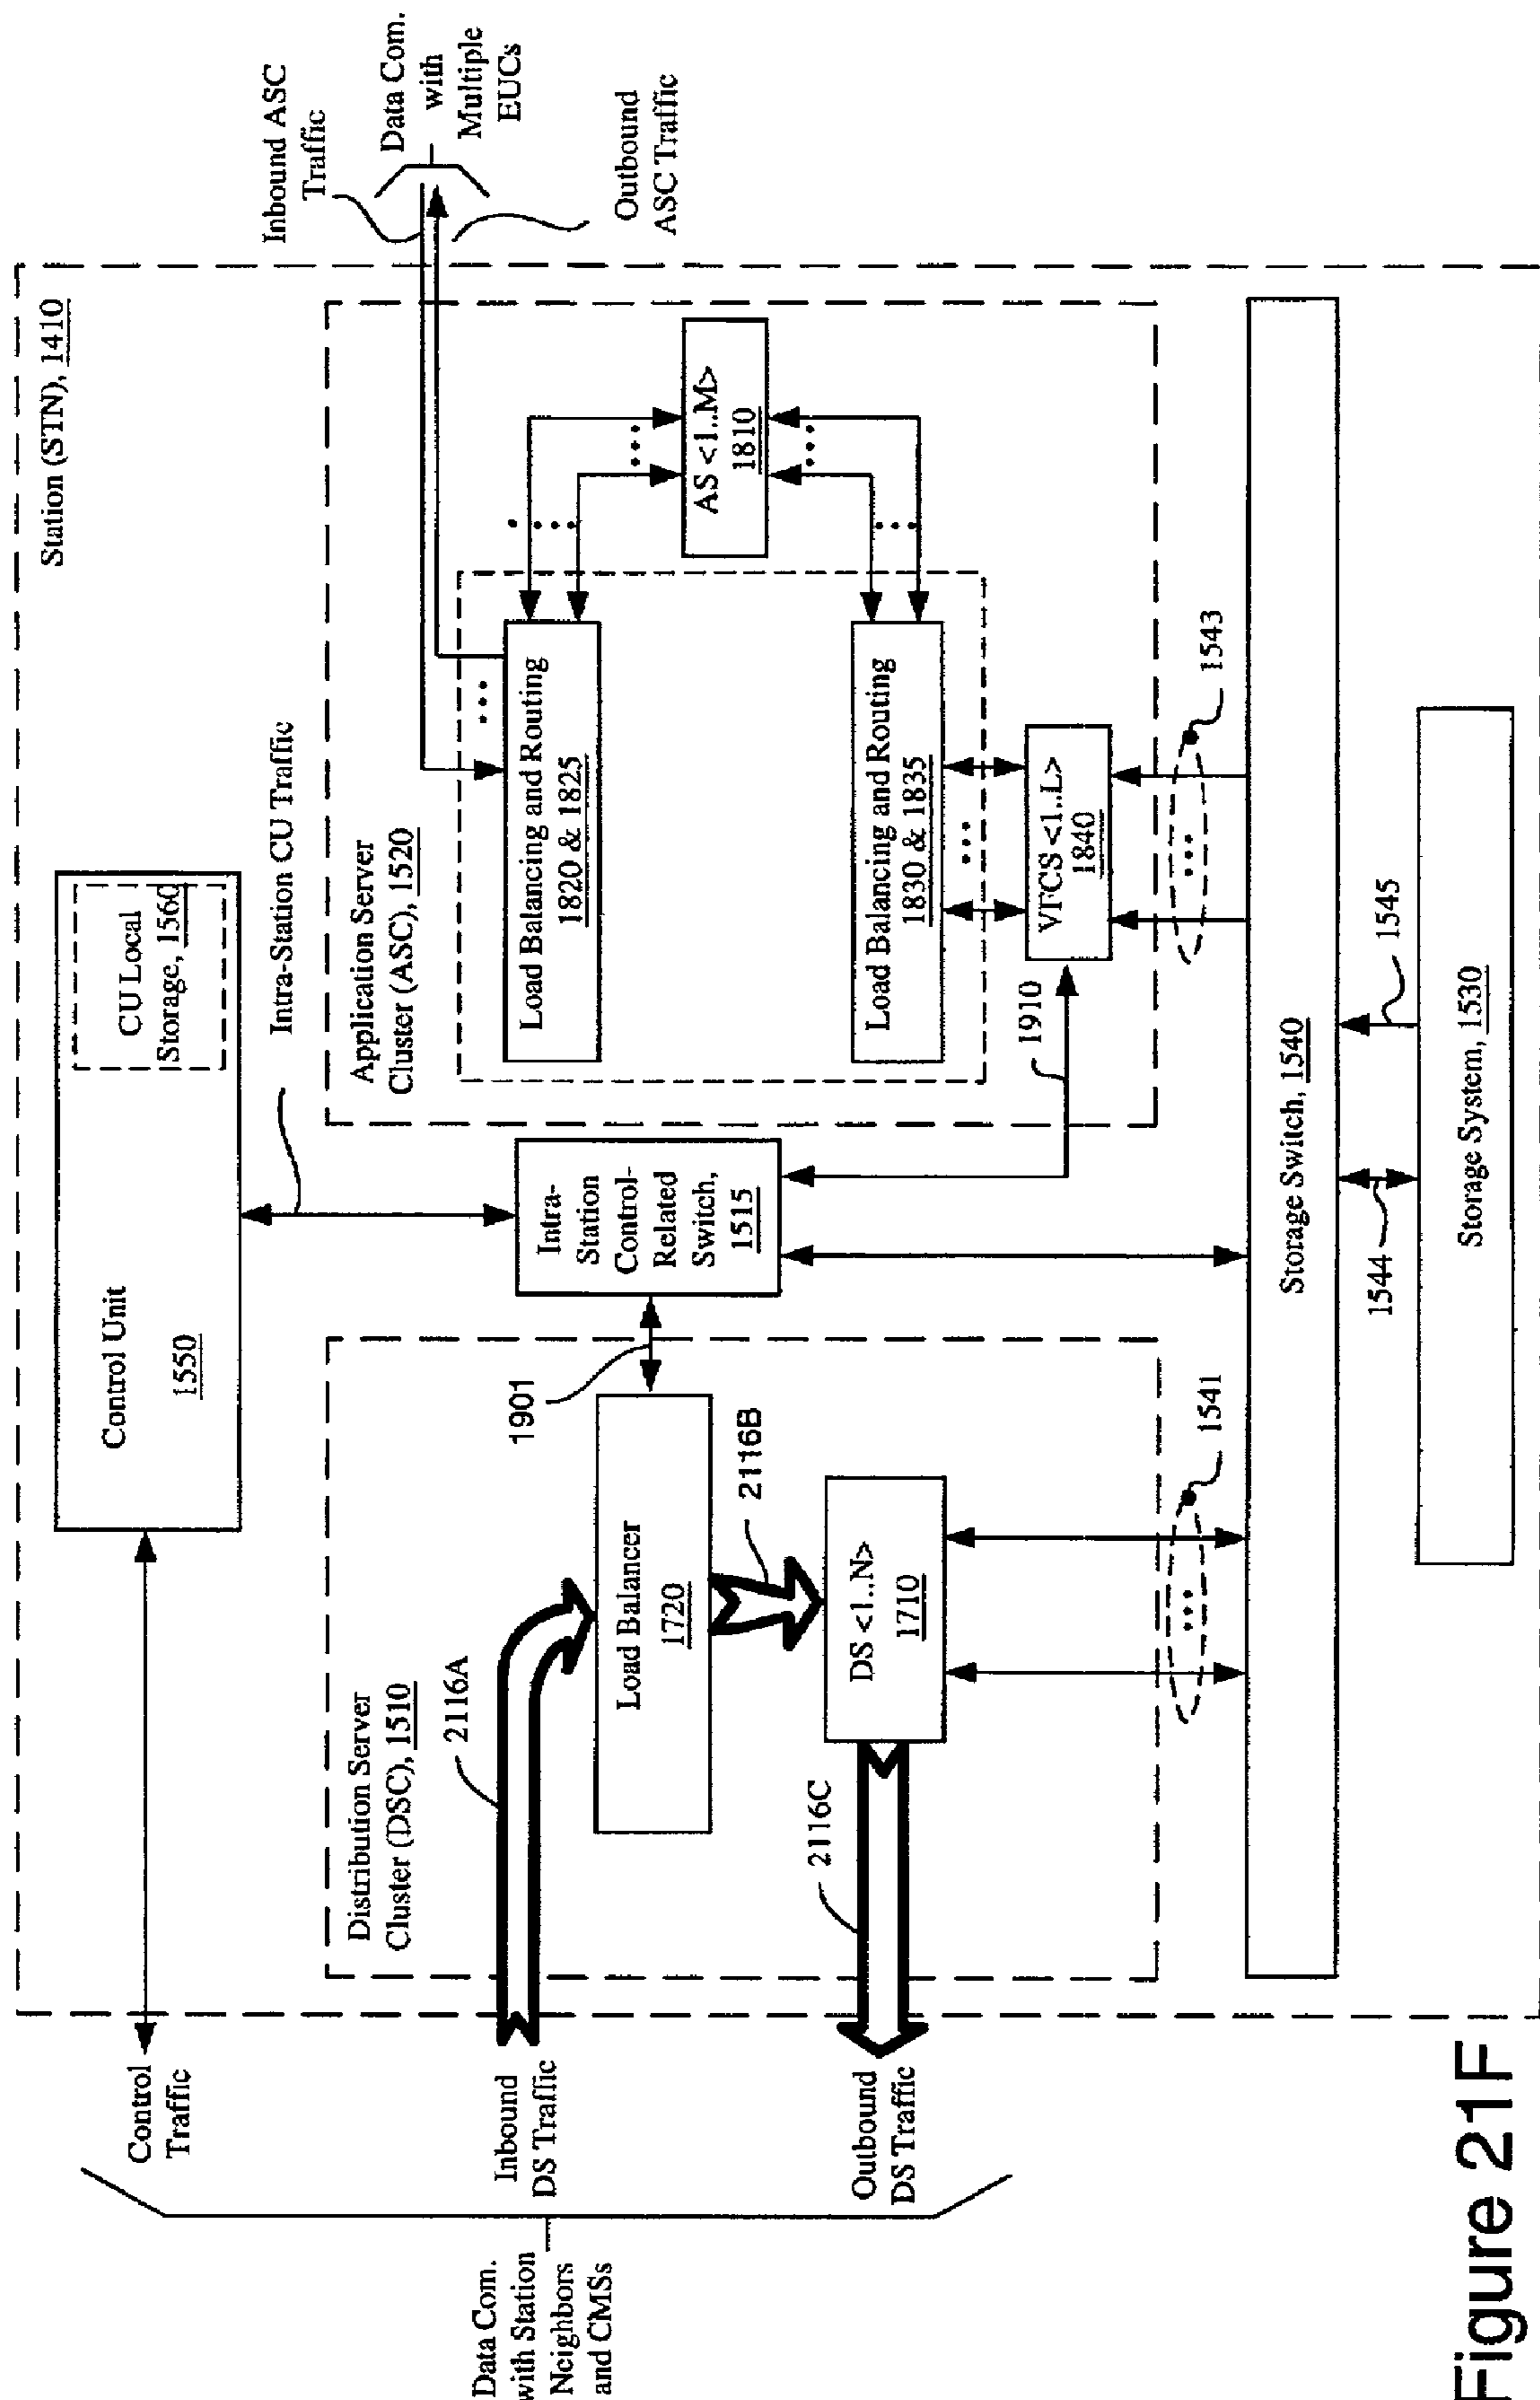 Station (STN), 1410
Control Unit
1550
CU Local
Storage, 1560
Control
Traffic
Intra-Station CU Traffic
Inbound ASC
Traffic
Data Com.
with
Multiple
EUCs
Outbound
ASC Traffic
Data Com.
with Station
Neighbors
and CMSs
Inbound
DS Traffic
Outbound
DS Traffic
Distribution Server
Cluster (DSC), 1510
2116A
Load Balancer
1720
1901
2116B
DS <1..N>
1710
2116C
Intra-
Station
Control-
Related
Switch,
1515
Application Server
Cluster (ASC), 1520
Load Balancing and Routing
1820 & 1825
...
AS <1..M>
1810
...
...
...
...
Load Balancing and Routing
1830 & 1835
...
1910
VFCS <1..L>
1840
...
1541
...
1543
Storage Switch, 1540
1544
1545
Storage System, 1530
Figure 21F